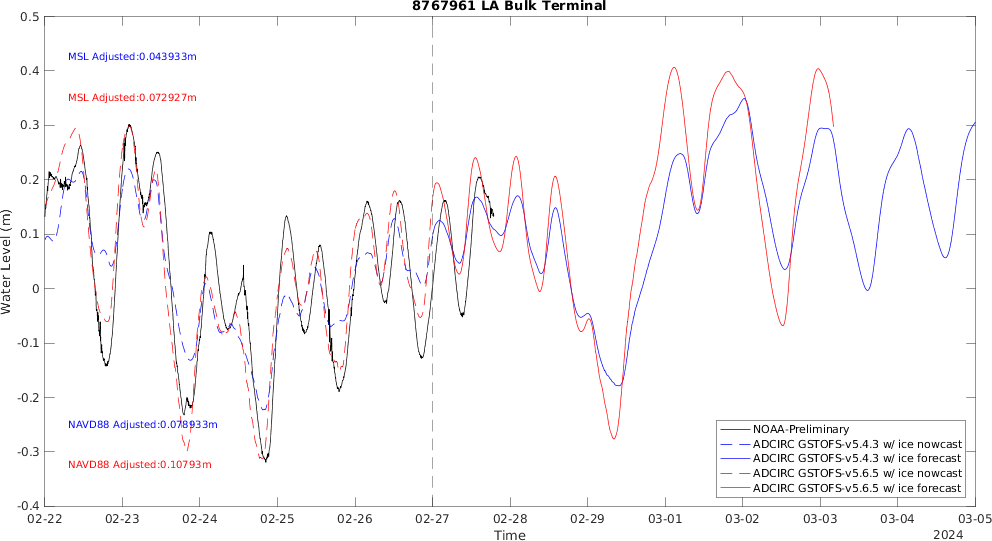 8767961 LA Bulk Terminal
0.5
0.4
0.3
0.2
0.1
0
-0.1
-0.2
-0.3
-0.4
Water Level (m)
MSL Adjusted:0.043933m
MSL Adjusted:0.072927m
NAVD88 Adjusted:0.078933m
NAVD88 Adjusted:0.10793m
NOAA-Preliminary
ADCIRC GSTOFS-v5.4.3 w/ ice nowcast
ADCIRC GSTOFS-v5.4.3 w/ ice forecast
ADCIRC GSTOFS-v5.6.5 w/ ice nowcast
ADCIRC GSTOFS-v5.6.5 w/ ice forecast
02-22 02-23 02-24 02-25 02-26 02-27 02-28 02-29 03-01 03-02 03-03 03-04 03-05
Time
2024